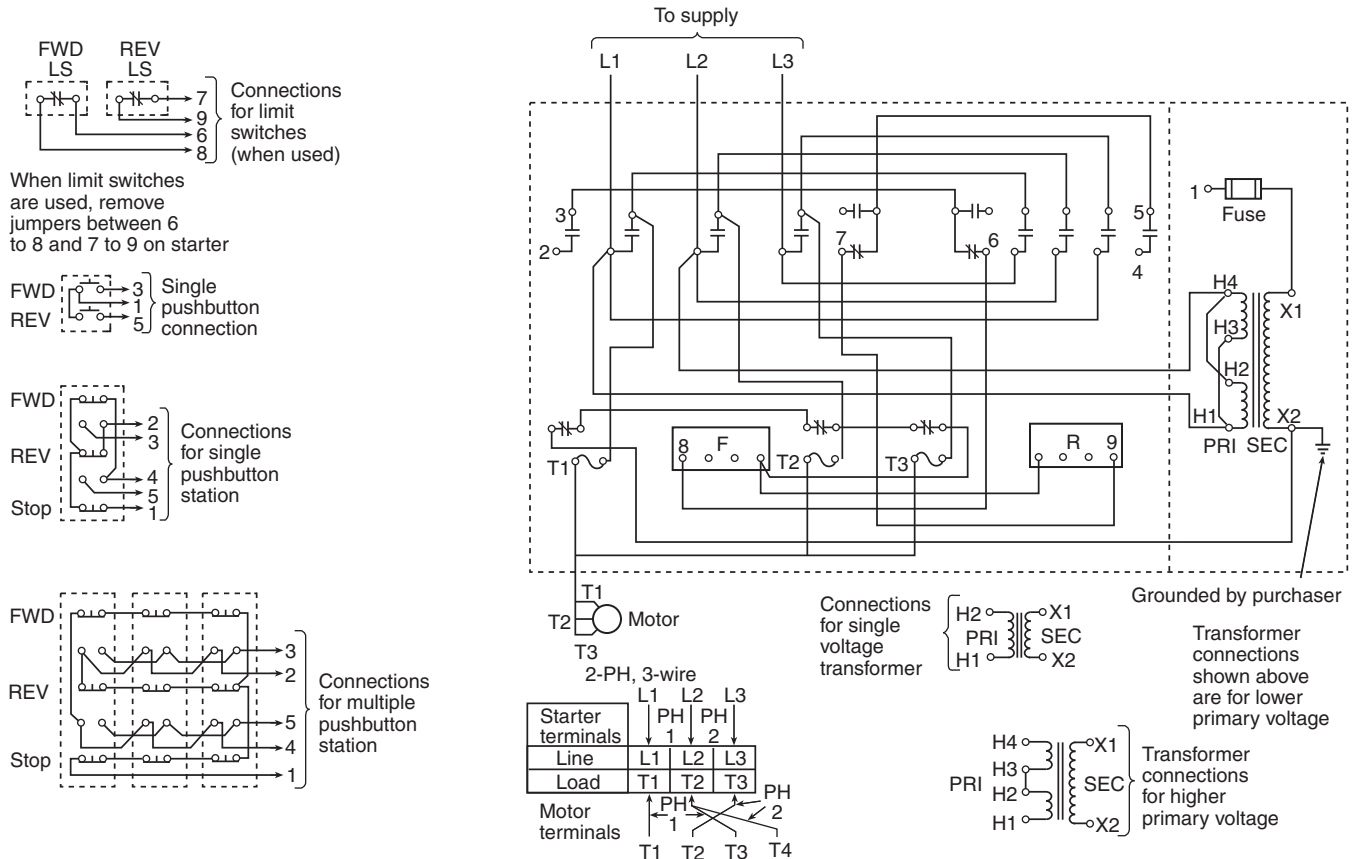 To supply
L1 L2 L3
FWD LS
REV LS
7
9
6
8
Connections
for limit
switches
(when used)
When limit switches
are used, remove
jumpers between 6
to 8 and 7 to 9 on starter
FWD
REV
3
1
5
Single
pushbutton
connection
FWD
REV
Stop
2
3
4
5
1
Connections
for single
pushbutton
station
FWD
REV
Stop
3
2
5
4
1
Connections
for multiple
pushbutton
station
3
2
7
6
5
4
1
Fuse
H4
H3
H2
H1
X1
X2
PRI SEC
T1
8 F
T2
T3
R 9
T1
T2
T3
Motor
Grounded by purchaser
Connections
for single
voltage
transformer
H2
H1
PRI
SEC
X1
X2
Transformer
connections
shown above
are for lower
primary voltage
2-PH, 3-wire
L1 L2 L3
Starter
terminals
PH
1
PH
2
Line L1 L2 L3
Load T1 T2 T3
Motor
terminals
PH
1
PH
2
T1 T2 T3 T4
PRI
H4
H3
H2
H1
X1
SEC
X2
Transformer
connections
for higher
primary voltage